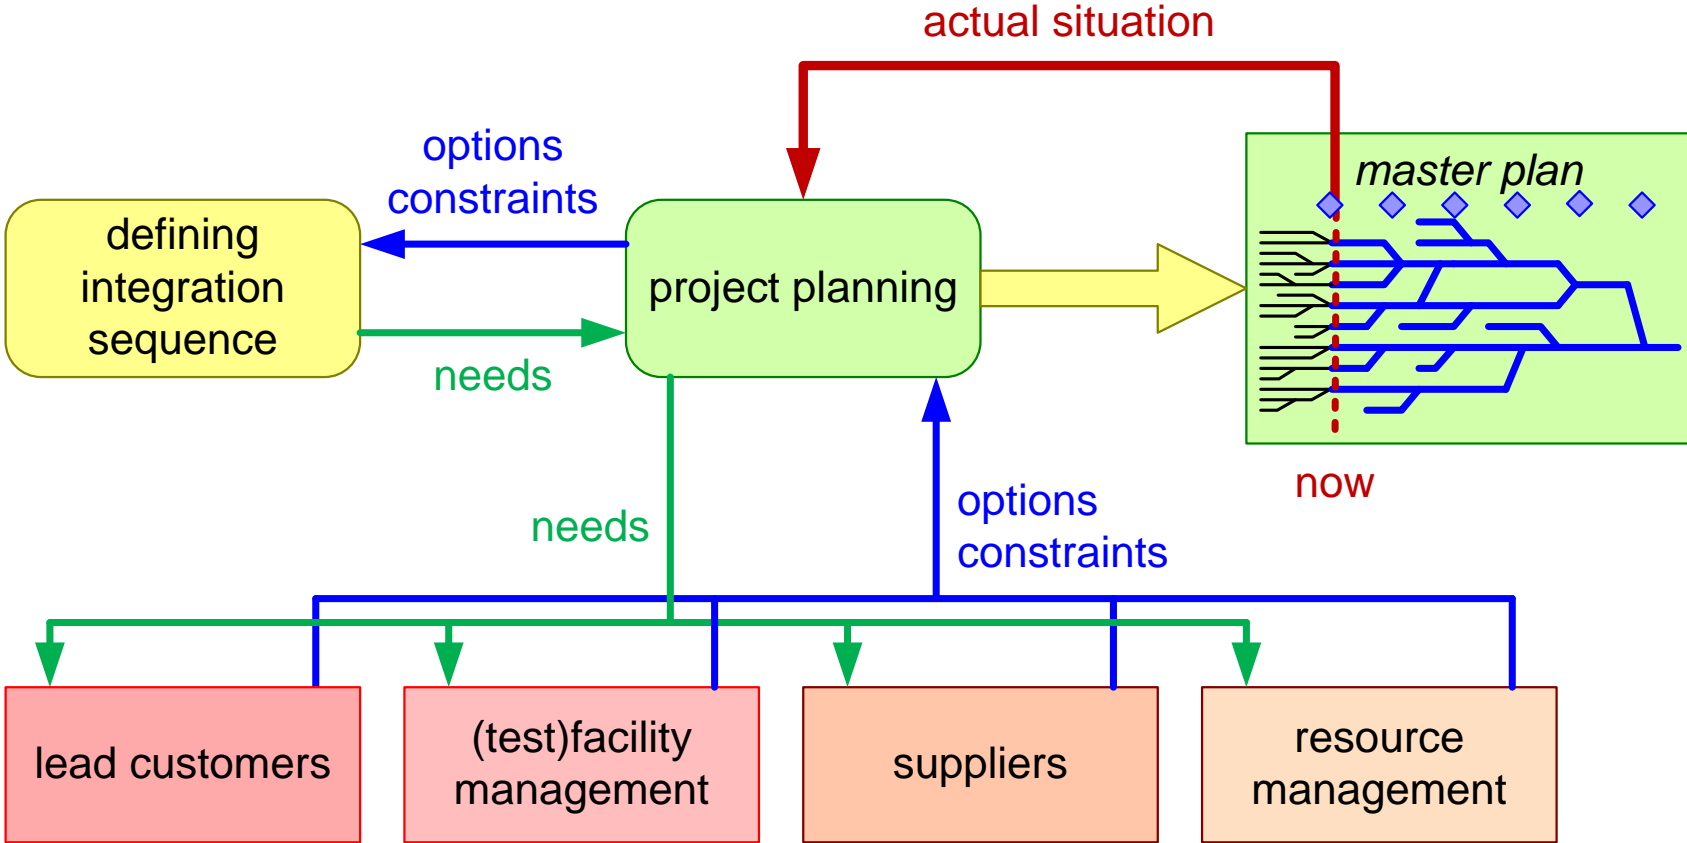 actual situation
options
constraints
master plan
defining
integration
sequence
project planning
needs
now
options
constraints
needs
lead customers
(test)facility
management
suppliers
resource
management